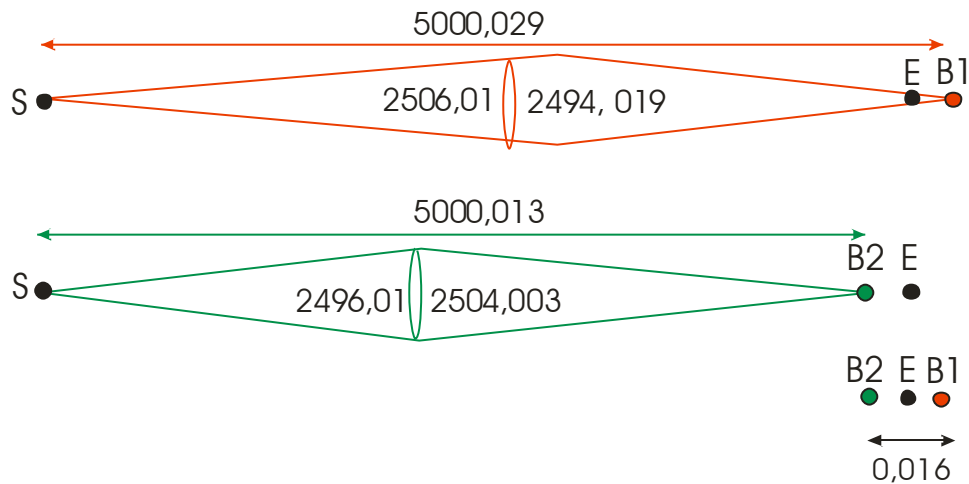 5000,029
S 2506,01 2494, 019 E B1
5000,013
S 2496,01 2504,003 B2 E
B2 E B1
0,016